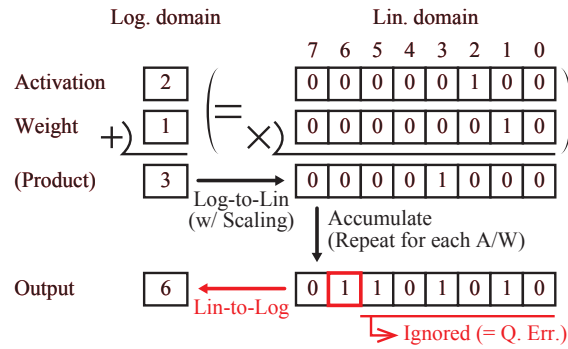 Log. domain Lin. domain
7 6 5 4 3 2 1 0
Activation 2 0 0 0 0 0 1 0 0
Weight 1 0 0 0 0 0 0 1 0
+) (= ×) )
(Product) 3 0 0 0 0 1 0 0 0
Log-to-Lin
(w/ Scaling)
Accumulate
(Repeat for each A/W)
Output 6 0 1 1 0 1 0 1 0
Lin-to-Log
Ignored (= Q. Err.)